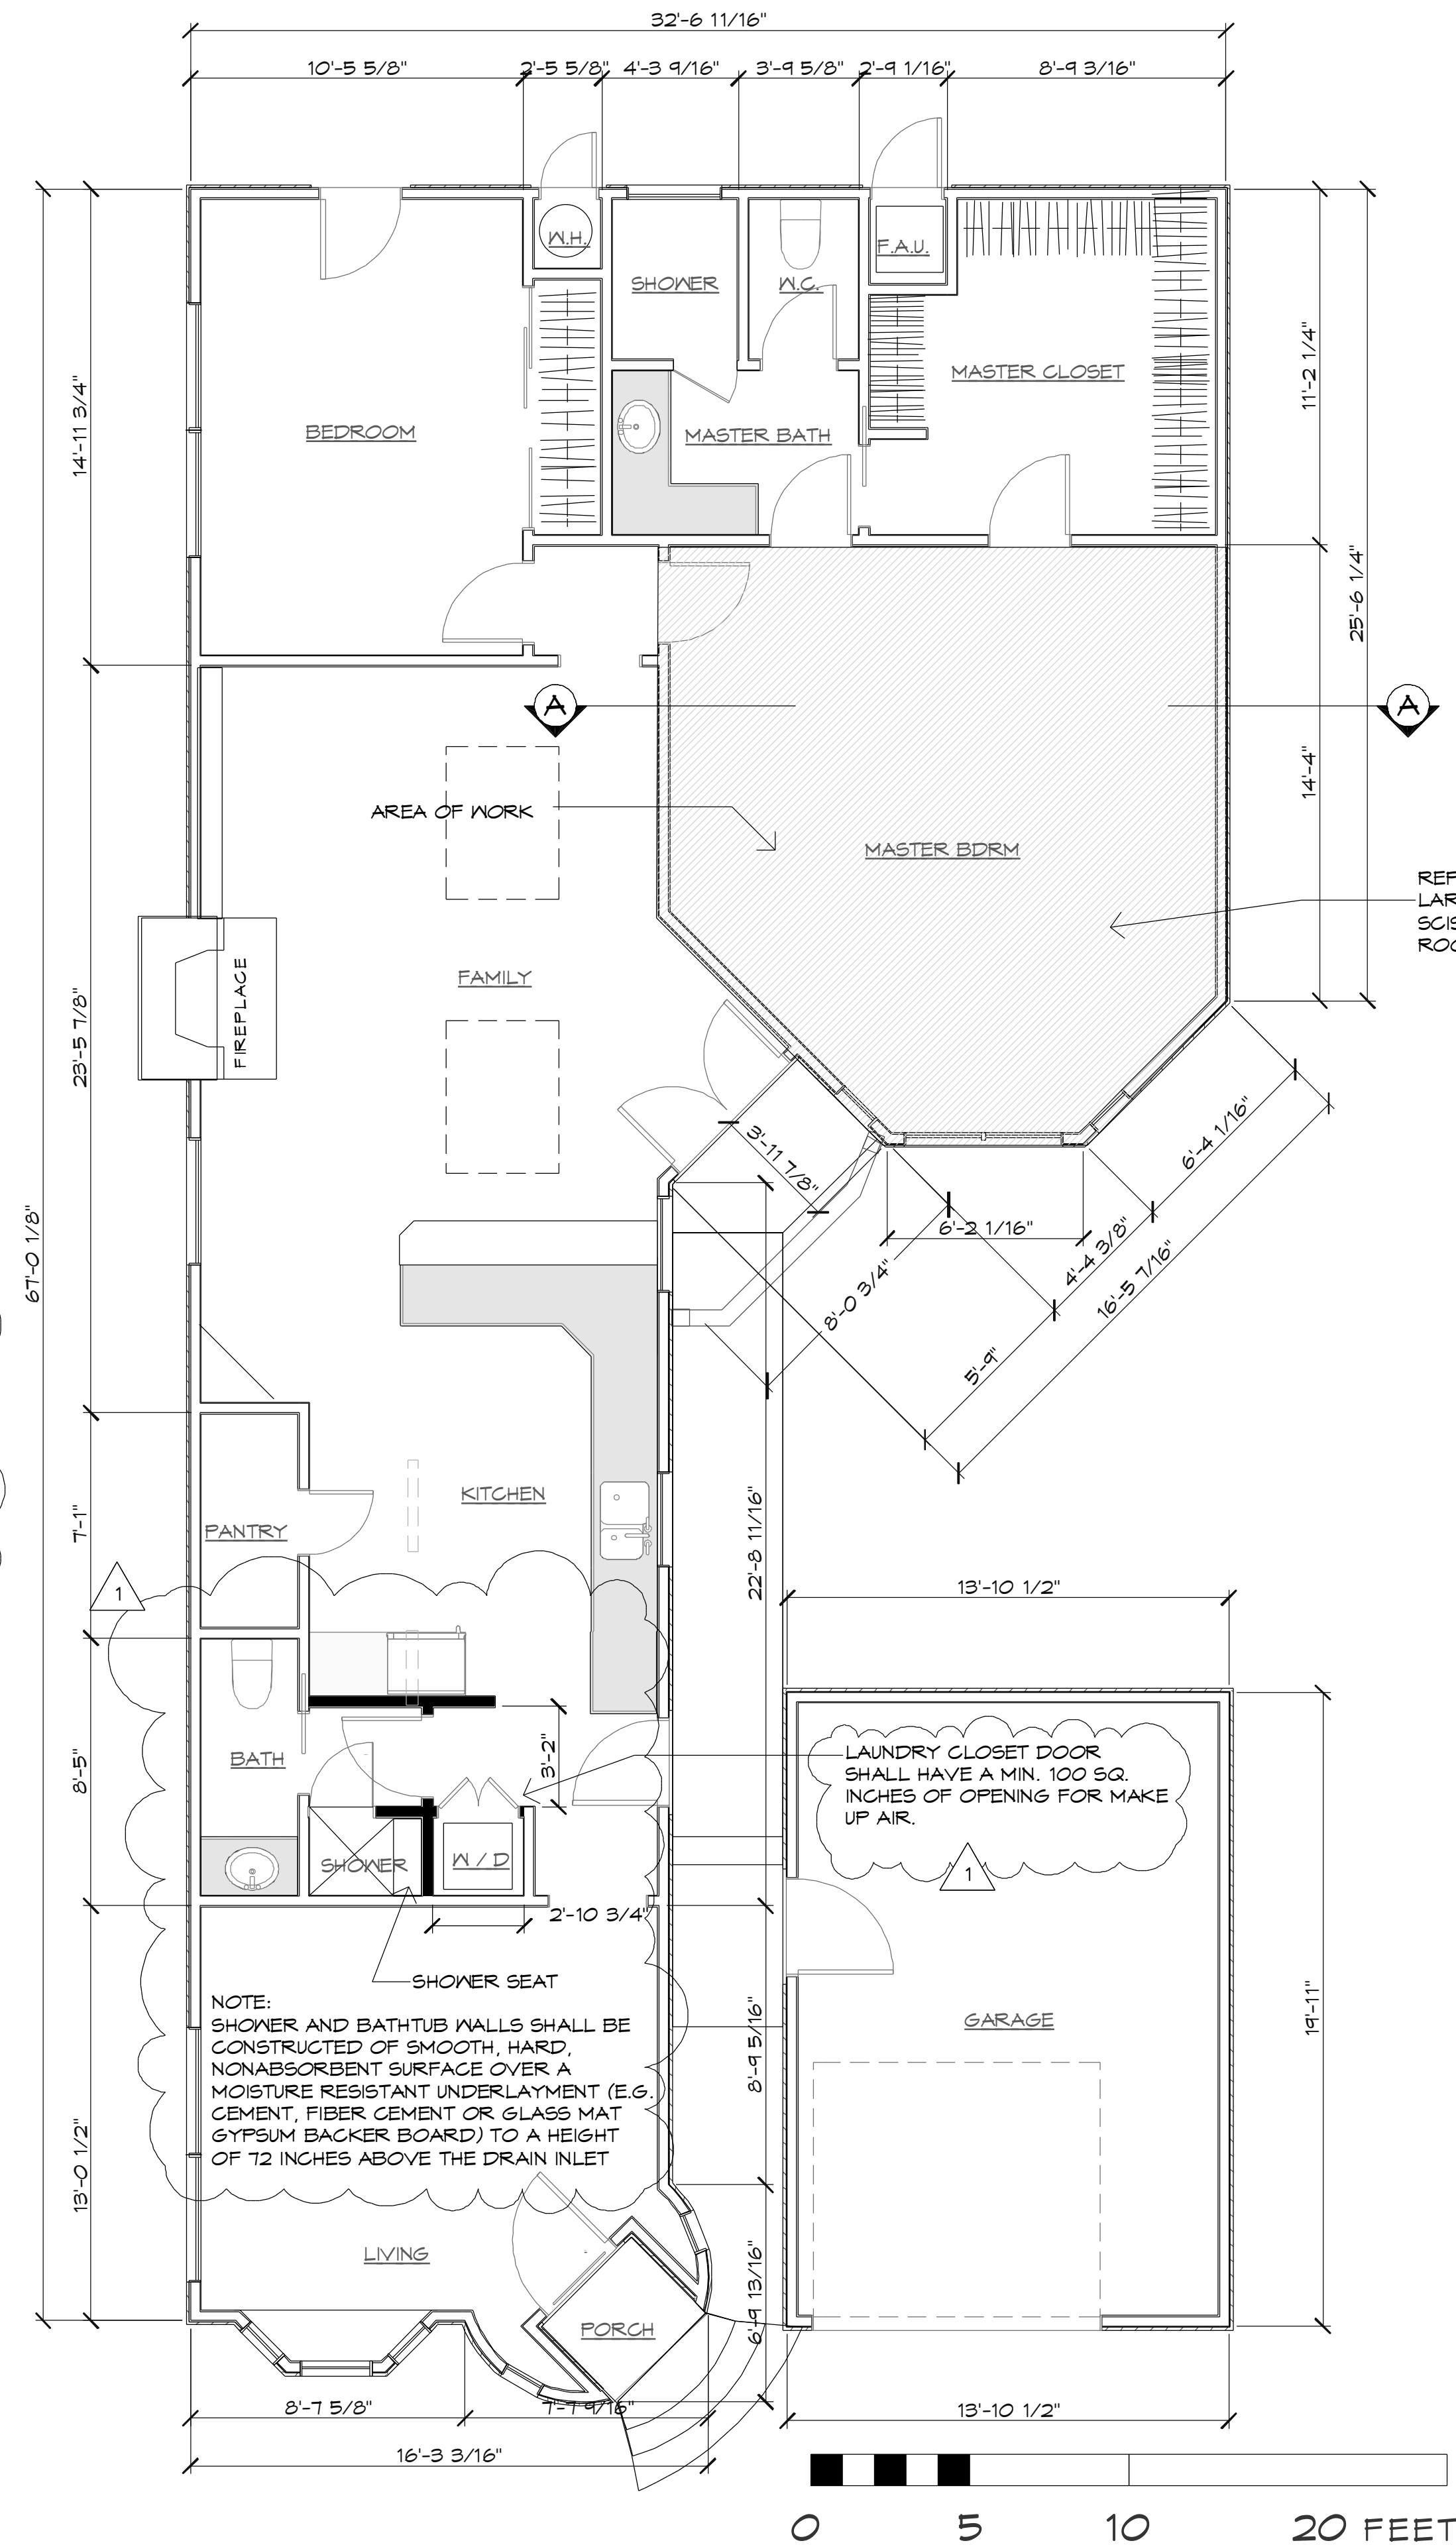 32'-6 11/16"
10'-5 5/8"
2'-5 5/8"
4'-3 9/16"
3'-9 5/8"
2'-9 1/16"
8'-9 3/16"
W.H.
F.A.U.
SHOWER
W.C.
MASTER CLOSET
11'-2 1/4"
14'-11 3/4"
BEDROOM
MASTER BATH
25'-6 1/4"
A
A
14'-4"
AREA OF WORK
MASTER BDRM
REF
LAR
SCIS
ROO
FAMILY
FIREPLACE
23'-5 7/8"
67'-0 1/8"
3'-11 7/8"
6'-4 1/16"
6'-2 1/16"
4'-4 3/8"
16'-5 7/16"
8'-0 3/4"
5'-9"
KITCHEN
PANTRY
7'-1"
22'-8 11/16"
1
13'-10 1/2"
BATH
8'-5"
3'-2"
LAUNDRY CLOSET DOOR
SHALL HAVE A MIN. 100 SQ.
INCHES OF OPENING FOR MAKE
UP AIR.
1
SHOWER
W / D
2'-10 3/4"
SHOWER SEAT
NOTE:
SHOWER AND BATHTUB WALLS SHALL BE
CONSTRUCTED OF SMOOTH, HARD,
NONABSORBENT SURFACE OVER A
MOISTURE RESISTANT UNDERLAYMENT (E.G.
CEMENT, FIBER CEMENT OR GLASS MAT
GYPSUM BACKER BOARD) TO A HEIGHT
OF 72 INCHES ABOVE THE DRAIN INLET
GARAGE
19'-11"
8'-9 5/16"
13'-0 1/2"
LIVING
PORCH
6'-9 13/16"
8'-7 5/8"
7'-7 9/16"
13'-10 1/2"
16'-3 3/16"
0 5 10 20 FEET